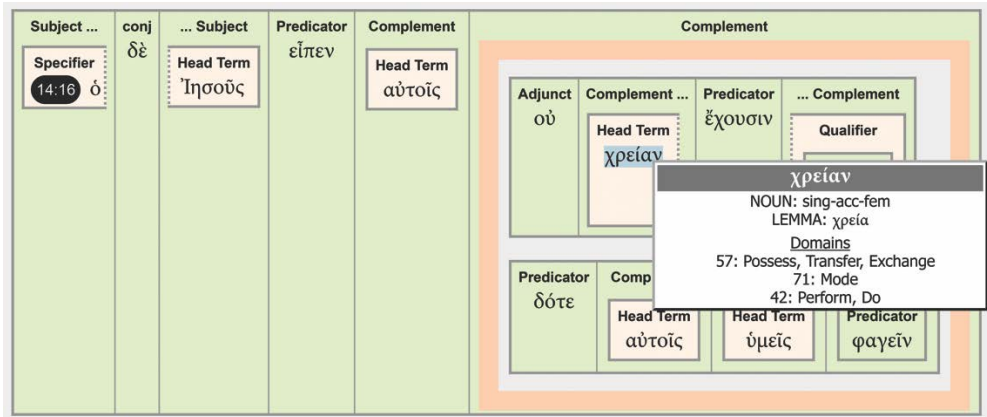 Subject ... conj ... Subject Predicator Complement Complement
δὲ εἶπεν
Specifier Head Term Head Term
14:16 ὁ Ἰησοῦς αὐτοῖς
Adjunct Complement ... Predicator ... Complement
οὐ ἔχουσιν
Head Term Qualifier
χρείαν
χρείαν
NOUN: sing-acc-fem
LEMMA: χρεία
Domains
57: Possess, Transfer, Exchange
71: Mode
42: Perform, Do
Predicator Comp
δότε
Head Term Head Term Predicator
αὐτοῖς ὑμεῖς φαγεῖν